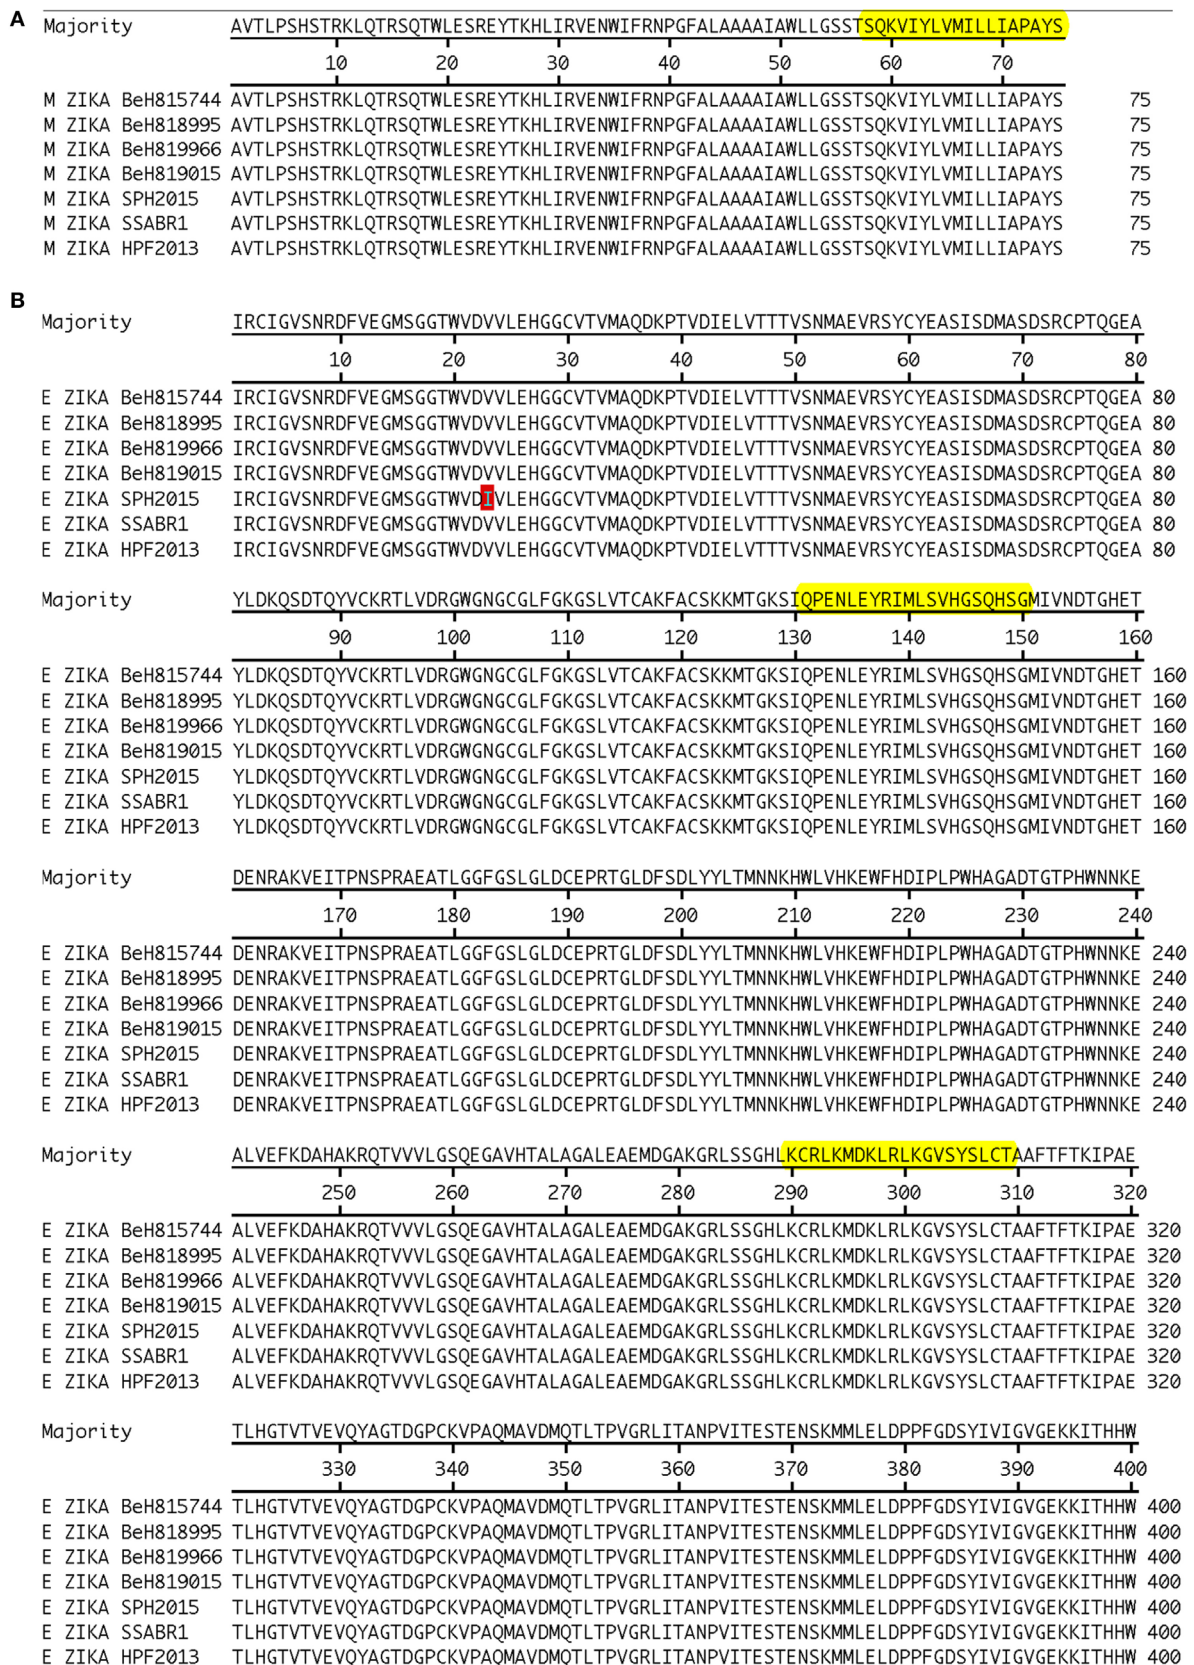 A
Majority AVTLPSHSTRKLQTRSQTWLESREYTKHLIRVENWIFRNPGFALAAAAIAWLLGSSTSQKVIYLVMILLIAPAYS
10 20 30 40 50 60 70
M ZIKA BeH815744 AVTLPSHSTRKLQTRSQTWLESREYTKHLIRVENWIFRNPGFALAAAAIAWLLGSSTSQKVIYLVMILLIAPAYS 75
M ZIKA BeH818995 AVTLPSHSTRKLQTRSQTWLESREYTKHLIRVENWIFRNPGFALAAAAIAWLLGSSTSQKVIYLVMILLIAPAYS 75
M ZIKA BeH819966 AVTLPSHSTRKLQTRSQTWLESREYTKHLIRVENWIFRNPGFALAAAAIAWLLGSSTSQKVIYLVMILLIAPAYS 75
M ZIKA BeH819015 AVTLPSHSTRKLQTRSQTWLESREYTKHLIRVENWIFRNPGFALAAAAIAWLLGSSTSQKVIYLVMILLIAPAYS 75
M ZIKA SPH2015 AVTLPSHSTRKLQTRSQTWLESREYTKHLIRVENWIFRNPGFALAAAAIAWLLGSSTSQKVIYLVMILLIAPAYS 75
M ZIKA SSABR1 AVTLPSHSTRKLQTRSQTWLESREYTKHLIRVENWIFRNPGFALAAAAIAWLLGSSTSQKVIYLVMILLIAPAYS 75
M ZIKA HPF2013 AVTLPSHSTRKLQTRSQTWLESREYTKHLIRVENWIFRNPGFALAAAAIAWLLGSSTSQKVIYLVMILLIAPAYS 75
B
Majority IRCIGVSNRDFVEGMSGGTWVDVVLEHGGCVTVMAQDKPTVDIELVTTTVSNMAEVRSYCYEASISDMASDSRCPTQGEA
10 20 30 40 50 60 70 80
E ZIKA BeH815744 IRCIGVSNRDFVEGMSGGTWVDVVLEHGGCVTVMAQDKPTVDIELVTTTVSNMAEVRSYCYEASISDMASDSRCPTQGEA 80
E ZIKA BeH818995 IRCIGVSNRDFVEGMSGGTWVDVVLEHGGCVTVMAQDKPTVDIELVTTTVSNMAEVRSYCYEASISDMASDSRCPTQGEA 80
E ZIKA BeH819966 IRCIGVSNRDFVEGMSGGTWVDVVLEHGGCVTVMAQDKPTVDIELVTTTVSNMAEVRSYCYEASISDMASDSRCPTQGEA 80
E ZIKA BeH819015 IRCIGVSNRDFVEGMSGGTWVDVVLEHGGCVTVMAQDKPTVDIELVTTTVSNMAEVRSYCYEASISDMASDSRCPTQGEA 80
E ZIKA SPH2015 IRCIGVSNRDFVEGMSGGTWVDIVLEHGGCVTVMAQDKPTVDIELVTTTVSNMAEVRSYCYEASISDMASDSRCPTQGEA 80
E ZIKA SSABR1 IRCIGVSNRDFVEGMSGGTWVDVVLEHGGCVTVMAQDKPTVDIELVTTTVSNMAEVRSYCYEASISDMASDSRCPTQGEA 80
E ZIKA HPF2013 IRCIGVSNRDFVEGMSGGTWVDVVLEHGGCVTVMAQDKPTVDIELVTTTVSNMAEVRSYCYEASISDMASDSRCPTQGEA 80
Majority YLDKQSDTQYVCKRTLVDRGWGNGCGLFGKGSLVTCAKFACSKKMTGKSIQPENLEYRIMLSVHGSQHSGMIVNDTGHET
90 100 110 120 130 140 150 160
E ZIKA BeH815744 YLDKQSDTQYVCKRTLVDRGWGNGCGLFGKGSLVTCAKFACSKKMTGKSIQPENLEYRIMLSVHGSQHSGMIVNDTGHET 160
E ZIKA BeH818995 YLDKQSDTQYVCKRTLVDRGWGNGCGLFGKGSLVTCAKFACSKKMTGKSIQPENLEYRIMLSVHGSQHSGMIVNDTGHET 160
E ZIKA BeH819966 YLDKQSDTQYVCKRTLVDRGWGNGCGLFGKGSLVTCAKFACSKKMTGKSIQPENLEYRIMLSVHGSQHSGMIVNDTGHET 160
E ZIKA BeH819015 YLDKQSDTQYVCKRTLVDRGWGNGCGLFGKGSLVTCAKFACSKKMTGKSIQPENLEYRIMLSVHGSQHSGMIVNDTGHET 160
E ZIKA SPH2015 YLDKQSDTQYVCKRTLVDRGWGNGCGLFGKGSLVTCAKFACSKKMTGKSIQPENLEYRIMLSVHGSQHSGMIVNDTGHET 160
E ZIKA SSABR1 YLDKQSDTQYVCKRTLVDRGWGNGCGLFGKGSLVTCAKFACSKKMTGKSIQPENLEYRIMLSVHGSQHSGMIVNDTGHET 160
E ZIKA HPF2013 YLDKQSDTQYVCKRTLVDRGWGNGCGLFGKGSLVTCAKFACSKKMTGKSIQPENLEYRIMLSVHGSQHSGMIVNDTGHET 160
Majority DENRAKVEITPNSPRAEATLGGFGSLGLDCEPRTGLDFSDLYYLTMNNKHWLVHKEWFHDIPLPWHAGADTGTPHWNNKE
170 180 190 200 210 220 230 240
E ZIKA BeH815744 DENRAKVEITPNSPRAEATLGGFGSLGLDCEPRTGLDFSDLYYLTMNNKHWLVHKEWFHDIPLPWHAGADTGTPHWNNKE 240
E ZIKA BeH818995 DENRAKVEITPNSPRAEATLGGFGSLGLDCEPRTGLDFSDLYYLTMNNKHWLVHKEWFHDIPLPWHAGADTGTPHWNNKE 240
E ZIKA BeH819966 DENRAKVEITPNSPRAEATLGGFGSLGLDCEPRTGLDFSDLYYLTMNNKHWLVHKEWFHDIPLPWHAGADTGTPHWNNKE 240
E ZIKA BeH819015 DENRAKVEITPNSPRAEATLGGFGSLGLDCEPRTGLDFSDLYYLTMNNKHWLVHKEWFHDIPLPWHAGADTGTPHWNNKE 240
E ZIKA SPH2015 DENRAKVEITPNSPRAEATLGGFGSLGLDCEPRTGLDFSDLYYLTMNNKHWLVHKEWFHDIPLPWHAGADTGTPHWNNKE 240
E ZIKA SSABR1 DENRAKVEITPNSPRAEATLGGFGSLGLDCEPRTGLDFSDLYYLTMNNKHWLVHKEWFHDIPLPWHAGADTGTPHWNNKE 240
E ZIKA HPF2013 DENRAKVEITPNSPRAEATLGGFGSLGLDCEPRTGLDFSDLYYLTMNNKHWLVHKEWFHDIPLPWHAGADTGTPHWNNKE 240
Majority ALVEFKDAHAKRQTVVVLGSQEGAVHTALAGALEAEMDGAKGRLSSGHLKCRLKMDKLRLKGVSYSLCTAAFTFTKIPAE
250 260 270 280 290 300 310 320
E ZIKA BeH815744 ALVEFKDAHAKRQTVVVLGSQEGAVHTALAGALEAEMDGAKGRLSSGHLKCRLKMDKLRLKGVSYSLCTAAFTFTKIPAE 320
E ZIKA BeH818995 ALVEFKDAHAKRQTVVVLGSQEGAVHTALAGALEAEMDGAKGRLSSGHLKCRLKMDKLRLKGVSYSLCTAAFTFTKIPAE 320
E ZIKA BeH819966 ALVEFKDAHAKRQTVVVLGSQEGAVHTALAGALEAEMDGAKGRLSSGHLKCRLKMDKLRLKGVSYSLCTAAFTFTKIPAE 320
E ZIKA BeH819015 ALVEFKDAHAKRQTVVVLGSQEGAVHTALAGALEAEMDGAKGRLSSGHLKCRLKMDKLRLKGVSYSLCTAAFTFTKIPAE 320
E ZIKA SPH2015 ALVEFKDAHAKRQTVVVLGSQEGAVHTALAGALEAEMDGAKGRLSSGHLKCRLKMDKLRLKGVSYSLCTAAFTFTKIPAE 320
E ZIKA SSABR1 ALVEFKDAHAKRQTVVVLGSQEGAVHTALAGALEAEMDGAKGRLSSGHLKCRLKMDKLRLKGVSYSLCTAAFTFTKIPAE 320
E ZIKA HPF2013 ALVEFKDAHAKRQTVVVLGSQEGAVHTALAGALEAEMDGAKGRLSSGHLKCRLKMDKLRLKGVSYSLCTAAFTFTKIPAE 320
Majority TLHGTVTVEVQYAGTDGPCKVPAQMAVDMQTLTPVGRLITANPVITESTENSKMMLELDPPFGDSYIVIGVGEKKITHHW
330 340 350 360 370 380 390 400
E ZIKA BeH815744 TLHGTVTVEVQYAGTDGPCKVPAQMAVDMQTLTPVGRLITANPVITESTENSKMMLELDPPFGDSYIVIGVGEKKITHHW 400
E ZIKA BeH818995 TLHGTVTVEVQYAGTDGPCKVPAQMAVDMQTLTPVGRLITANPVITESTENSKMMLELDPPFGDSYIVIGVGEKKITHHW 400
E ZIKA BeH819966 TLHGTVTVEVQYAGTDGPCKVPAQMAVDMQTLTPVGRLITANPVITESTENSKMMLELDPPFGDSYIVIGVGEKKITHHW 400
E ZIKA BeH819015 TLHGTVTVEVQYAGTDGPCKVPAQMAVDMQTLTPVGRLITANPVITESTENSKMMLELDPPFGDSYIVIGVGEKKITHHW 400
E ZIKA SPH2015 TLHGTVTVEVQYAGTDGPCKVPAQMAVDMQTLTPVGRLITANPVITESTENSKMMLELDPPFGDSYIVIGVGEKKITHHW 400
E ZIKA SSABR1 TLHGTVTVEVQYAGTDGPCKVPAQMAVDMQTLTPVGRLITANPVITESTENSKMMLELDPPFGDSYIVIGVGEKKITHHW 400
E ZIKA HPF2013 TLHGTVTVEVQYAGTDGPCKVPAQMAVDMQTLTPVGRLITANPVITESTENSKMMLELDPPFGDSYIVIGVGEKKITHHW 400